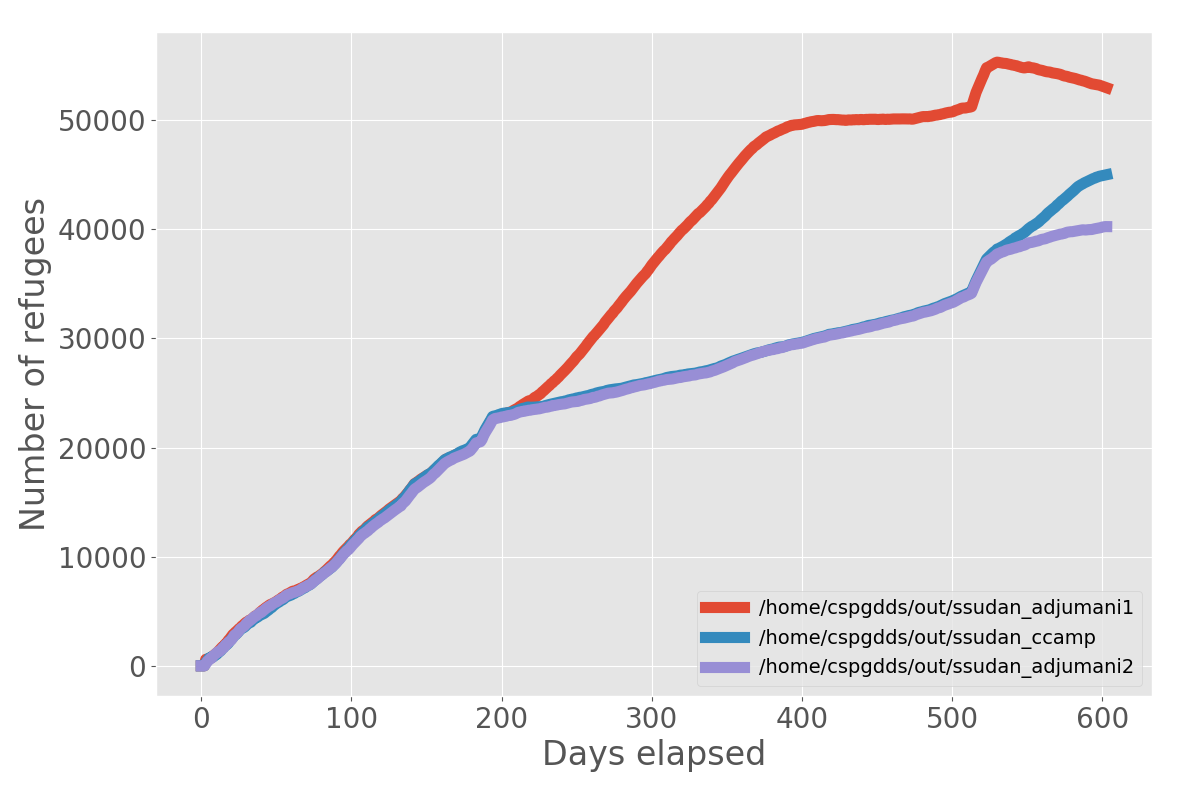 Number of refugees
50000
40000
30000
20000
10000
0
0 100 200 300 400 500 600
Days elapsed
/home/cspgdds/out/ssudan_adjumani1
/home/cspgdds/out/ssudan_ccamp
/home/cspgdds/out/ssudan_adjumani2